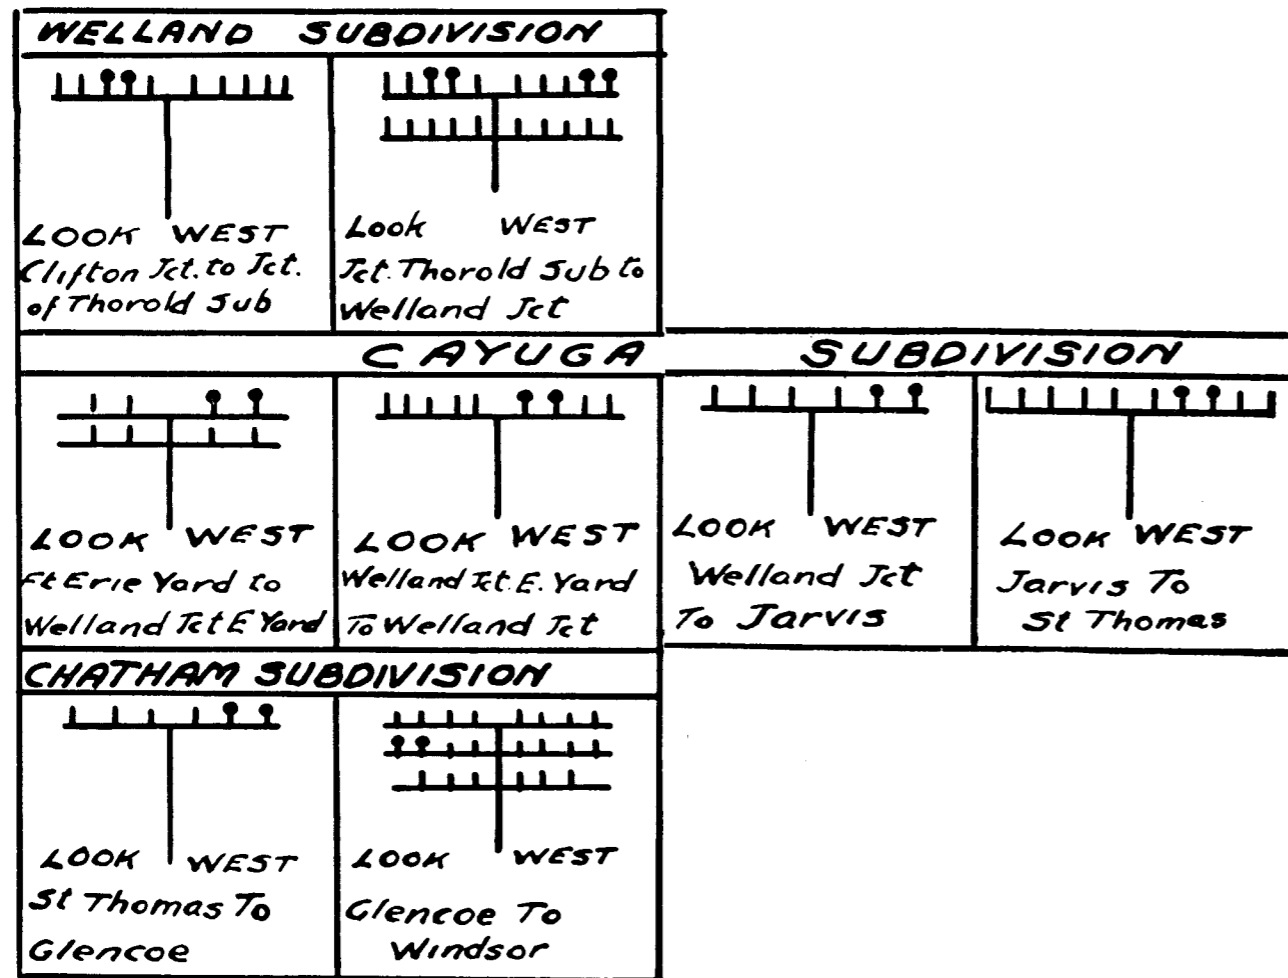 WELLAND SUBDIVISION
LOOK WEST
Clifton Jct. to Jct.
of Thorold Sub
Look WEST
Jct. Thorold Sub to
Welland Jct
CAYUGA SUBDIVISION
LOOK WEST
Ft Erie Yard to
Welland Jct E Yard
LOOK WEST
Welland Jct. E. Yard
To Welland Jct
LOOK WEST
Welland Jct
To Jarvis
LOOK WEST
Jarvis To
St Thomas
CHATHAM SUBDIVISION
LOOK WEST
St Thomas To
Glencoe
LOOK WEST
Glencoe To
Windsor